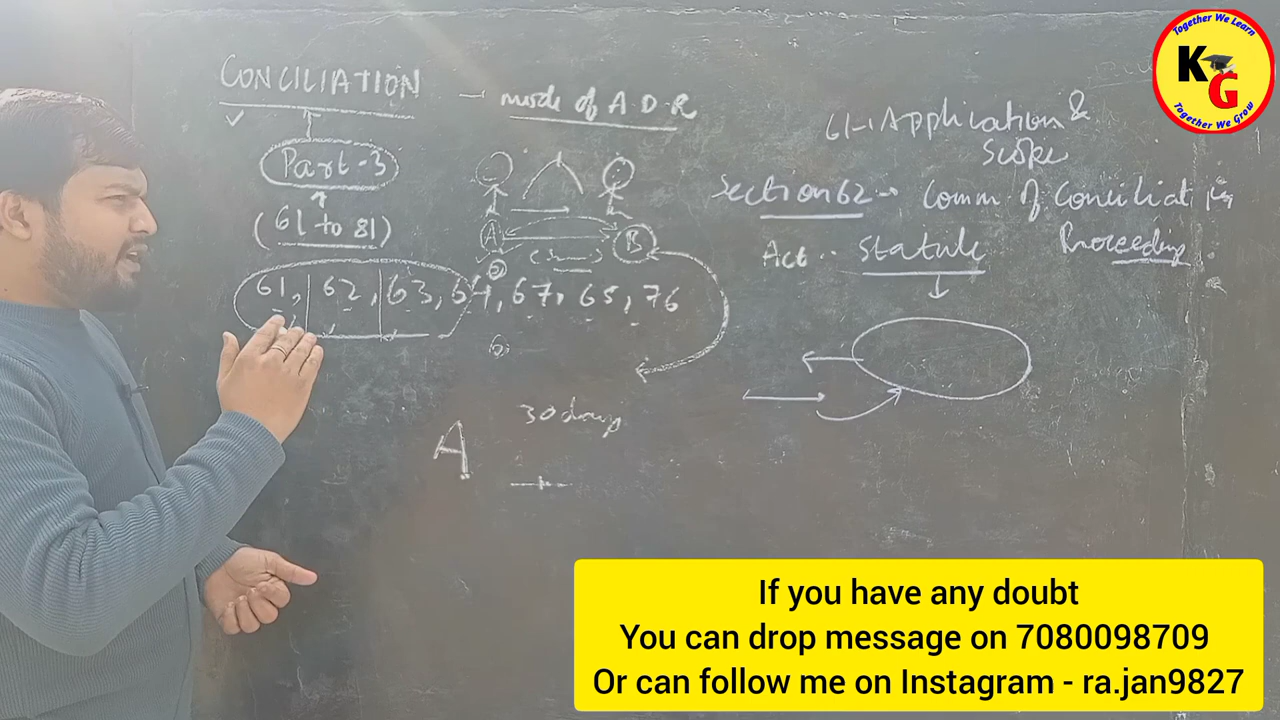 CONCILIATION - mode of A D R
Part-3
(61 to 81)
61, 62, 63, 64, 67, 65, 76
A
B
30 days
A
61-1 Application &
Scope
Section 62 → Comm. of Conciliat
Proceeding
Act .. Statute
Together We Learn
KG
Together We Grow
If you have any doubt
You can drop message on 7080098709
Or can follow me on Instagram - ra.jan9827